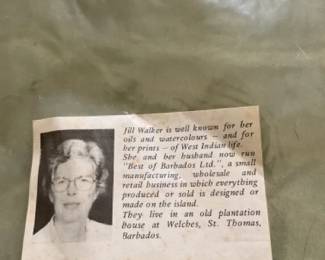 Jill Walker is well known for her
oils and watercolours — and for
her prints — of West Indian life.
She and her husband now run
"Best of Barbados Ltd.", a small
manufacturing, wholesale and
retail business in which everything
produced or sold is designed or
made on the island.
They live in an old plantation
house at Welches, St. Thomas,
Barbados.